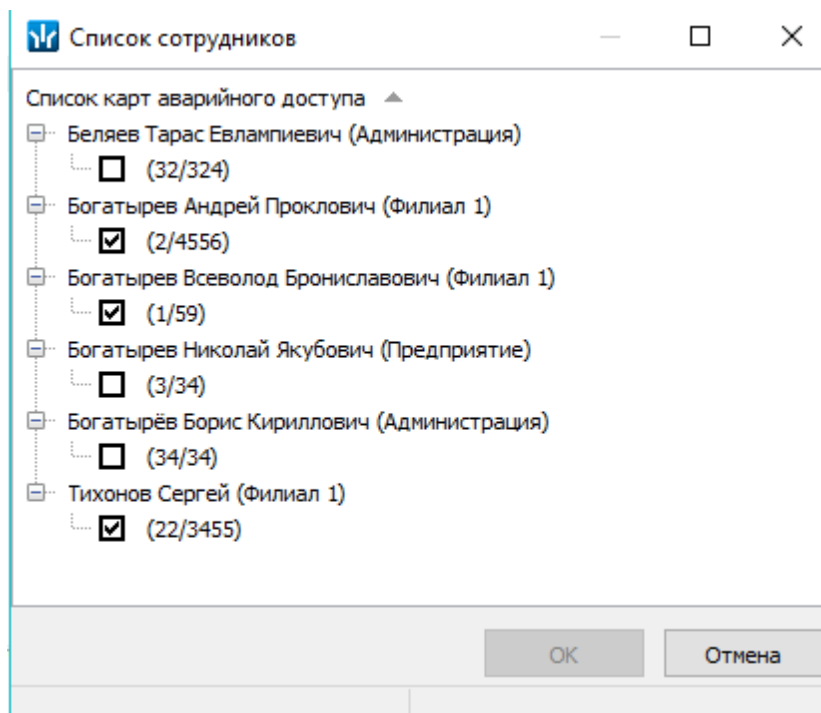 Список сотрудников
Список карт аварийного доступа
Беляев Тарас Евлампиевич (Администрация)
(32/324)
Богатырев Андрей Проклович (Филиал 1)
(2/4556)
Богатырев Всеволод Брониславович (Филиал 1)
(1/59)
Богатырев Николай Якубович (Предприятие)
(3/34)
Богатырёв Борис Кириллович (Администрация)
(34/34)
Тихонов Сергей (Филиал 1)
(22/3455)
ОК Отмена